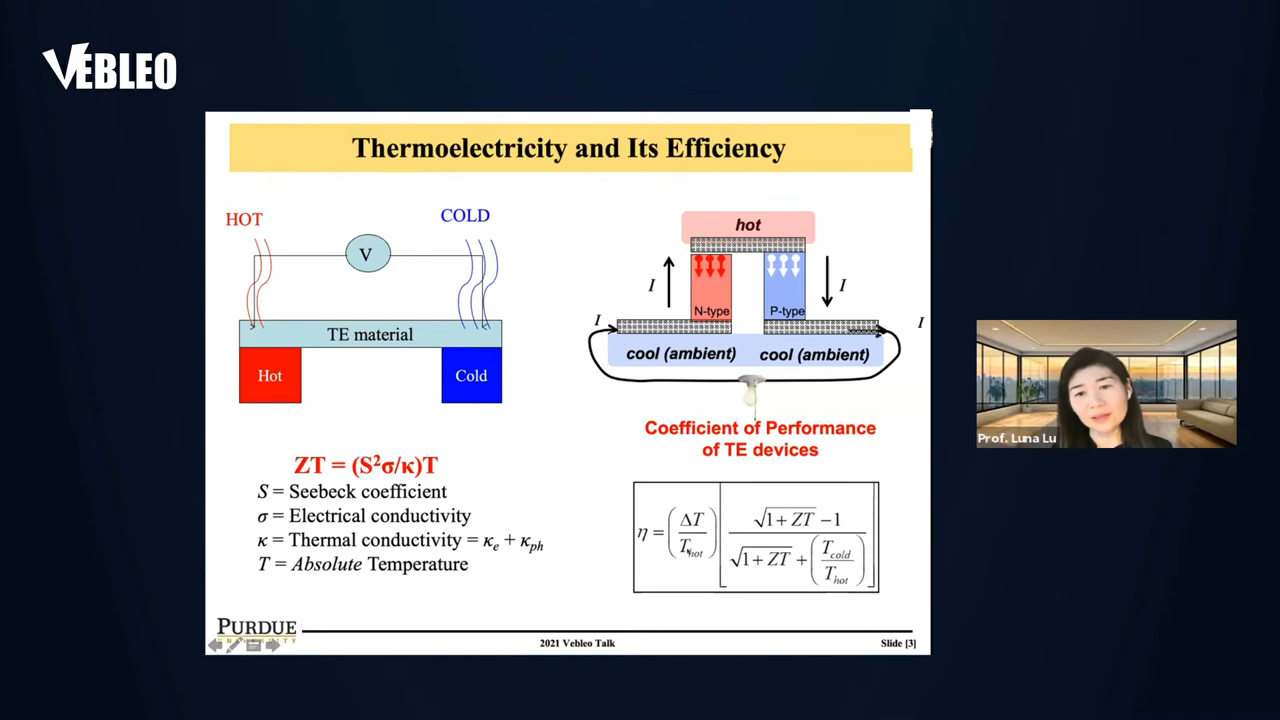 VEBLEO
Thermoelectricity and Its Efficiency
HOT
COLD
V
TE material
Hot
Cold
ZT = (S²σ/κ)T
S = Seebeck coefficient
σ = Electrical conductivity
κ = Thermal conductivity = κe + κph
T = Absolute Temperature
hot
I
I
N-type
P-type
I
I
cool (ambient)
cool (ambient)
Coefficient of Performance
of TE devices
η = (ΔT / Thot) [ (√1+ZT − 1) / (√1+ZT + (Tcold / Thot)) ]
PURDUE
2021 Vebleo Talk
Slide [3]
Prof. Luna Lu